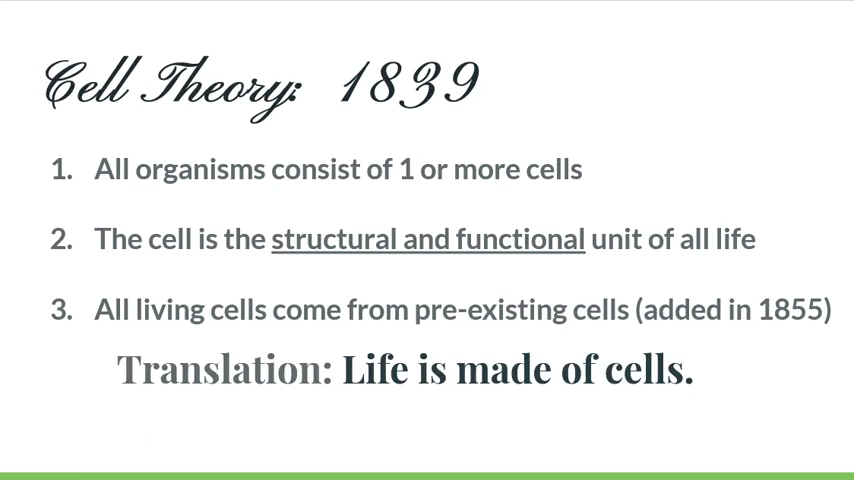 Cell Theory: 1839
1. All organisms consist of 1 or more cells
2. The cell is the structural and functional unit of all life
3. All living cells come from pre-existing cells (added in 1855)
Translation: Life is made of cells.